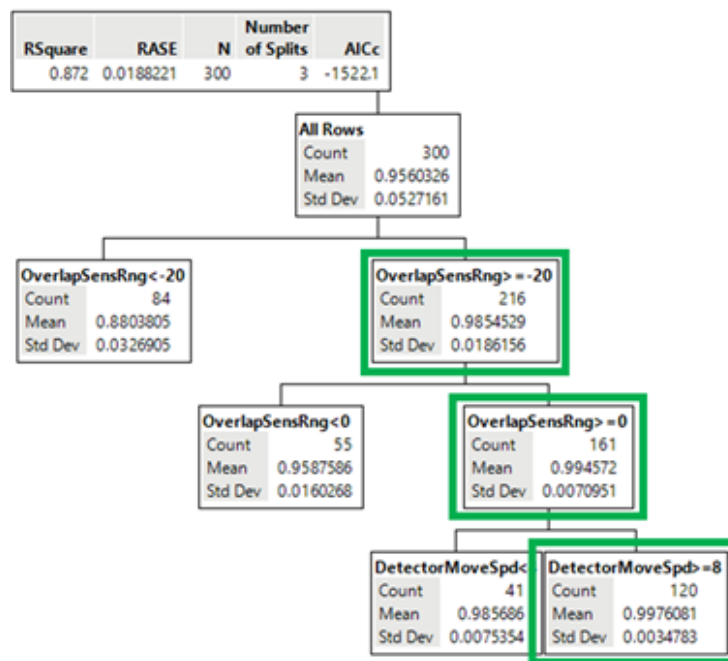 Number
RSquare RASE N of Splits AICc
0.872 0.0188221 300 3 -1522.1
All Rows
Count 300
Mean 0.9560326
Std Dev 0.0527161
OverlapSensRng<-20
Count 84
Mean 0.8803805
Std Dev 0.0326905
OverlapSensRng>=-20
Count 216
Mean 0.9854529
Std Dev 0.0186156
OverlapSensRng<0
Count 55
Mean 0.9587586
Std Dev 0.0160268
OverlapSensRng>=0
Count 161
Mean 0.994572
Std Dev 0.0070951
DetectorMoveSpd<
Count 41
Mean 0.985686
Std Dev 0.0075354
DetectorMoveSpd>=8
Count 120
Mean 0.9976081
Std Dev 0.0034783